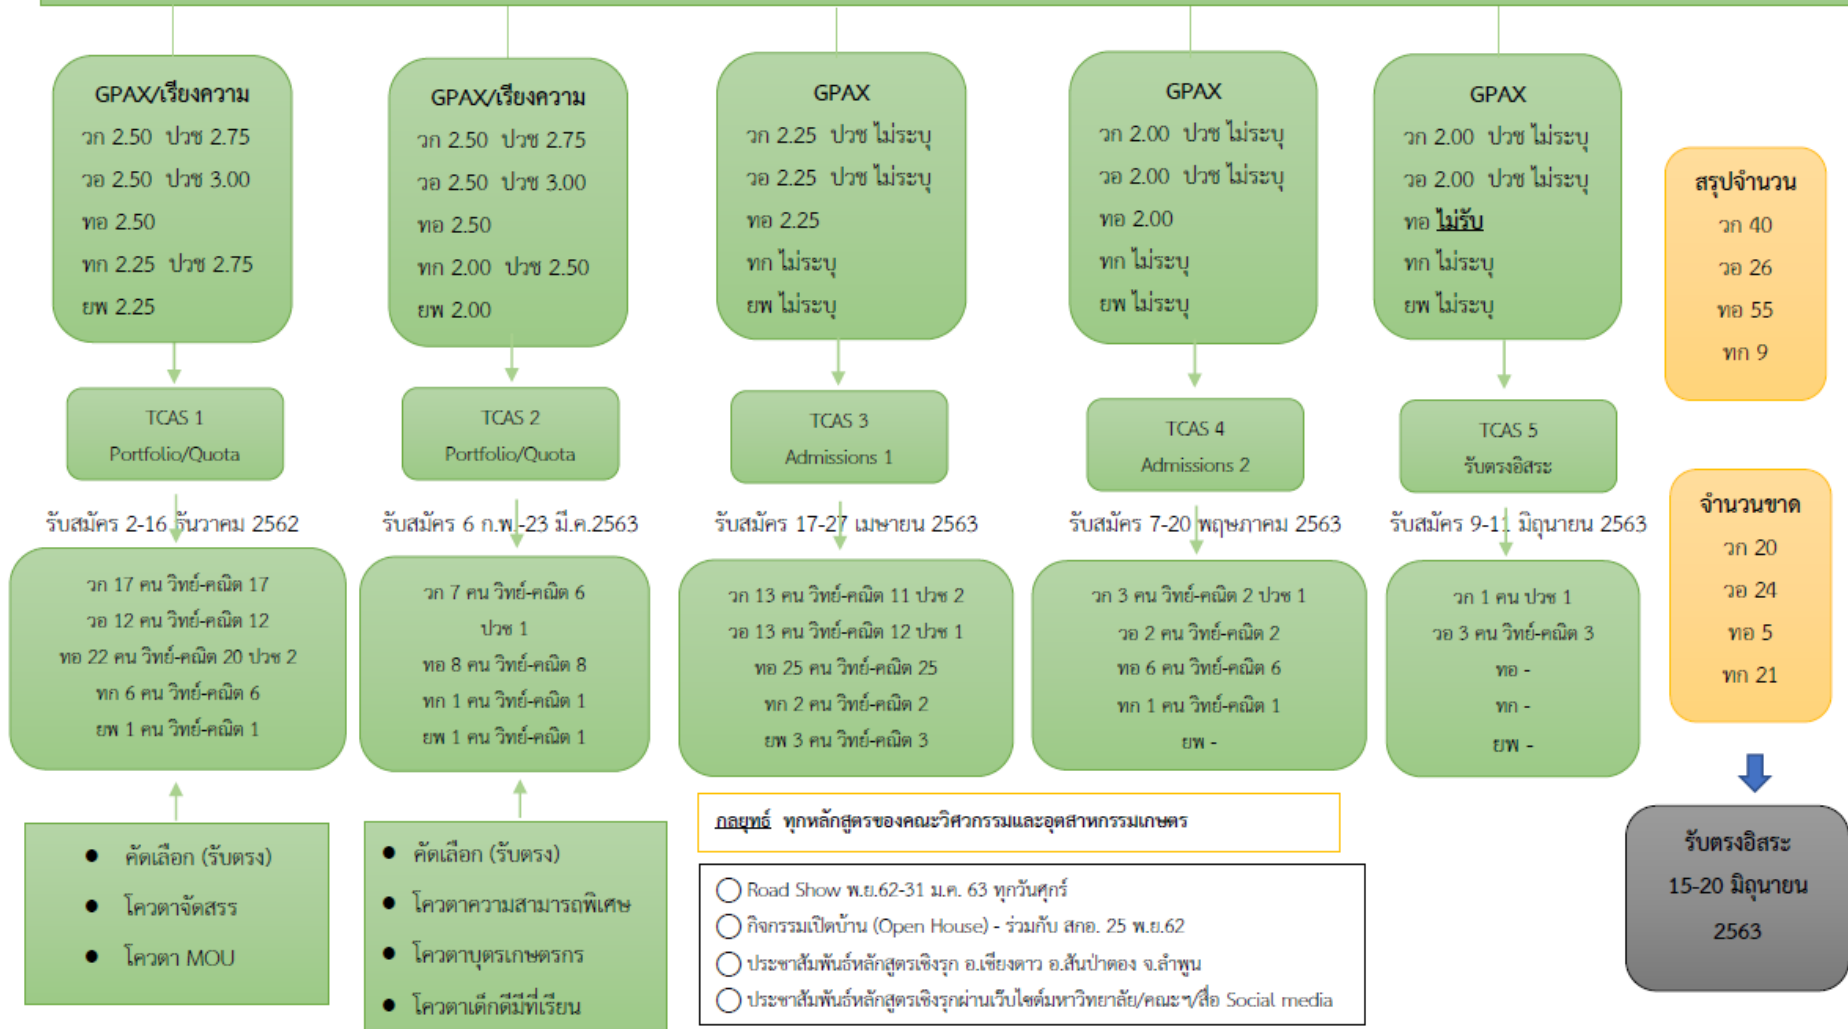 GPAX/เรียงความ
วก 2.50 ปวช 2.75
วอ 2.50 ปวช 3.00
ทอ 2.50
ทก 2.25 ปวช 2.75
ยพ 2.25
GPAX/เรียงความ
วก 2.50 ปวช 2.75
วอ 2.50 ปวช 3.00
ทอ 2.50
ทก 2.00 ปวช 2.50
ยพ 2.00
GPAX
วก 2.25 ปวช ไม่ระบุ
วอ 2.25 ปวช ไม่ระบุ
ทอ 2.25
ทก ไม่ระบุ
ยพ ไม่ระบุ
GPAX
วก 2.00 ปวช ไม่ระบุ
วอ 2.00 ปวช ไม่ระบุ
ทอ 2.00
ทก ไม่ระบุ
ยพ ไม่ระบุ
GPAX
วก 2.00 ปวช ไม่ระบุ
วอ 2.00 ปวช ไม่ระบุ
ทอ ไม่รับ
ทก ไม่ระบุ
ยพ ไม่ระบุ
สรุปจำนวน
วก 40
วอ 26
ทอ 55
ทก 9
TCAS 1
Portfolio/Quota
TCAS 2
Portfolio/Quota
TCAS 3
Admissions 1
TCAS 4
Admissions 2
TCAS 5
รับตรงอิสระ
รับสมัคร 2-16 ธันวาคม 2562
รับสมัคร 6 ก.พ.-23 มี.ค.2563
รับสมัคร 17-27 เมษายน 2563
รับสมัคร 7-20 พฤษภาคม 2563
รับสมัคร 9-11 มิถุนายน 2563
จำนวนขาด
วก 20
วอ 24
ทอ 5
ทก 21
วก 17 คน วิทย์-คณิต 17
วอ 12 คน วิทย์-คณิต 12
ทอ 22 คน วิทย์-คณิต 20 ปวช 2
ทก 6 คน วิทย์-คณิต 6
ยพ 1 คน วิทย์-คณิต 1
วก 7 คน วิทย์-คณิต 6
ปวช 1
ทอ 8 คน วิทย์-คณิต 8
ทก 1 คน วิทย์-คณิต 1
ยพ 1 คน วิทย์-คณิต 1
วก 13 คน วิทย์-คณิต 11 ปวช 2
วอ 13 คน วิทย์-คณิต 12 ปวช 1
ทอ 25 คน วิทย์-คณิต 25
ทก 2 คน วิทย์-คณิต 2
ยพ 3 คน วิทย์-คณิต 3
วก 3 คน วิทย์-คณิต 2 ปวช 1
วอ 2 คน วิทย์-คณิต 2
ทอ 6 คน วิทย์-คณิต 6
ทก 1 คน วิทย์-คณิต 1
ยพ -
วก 1 คน ปวช 1
วอ 3 คน วิทย์-คณิต 3
ทอ -
ทก -
ยพ -
● คัดเลือก (รับตรง)
● โควตาจัดสรร
● โควตา MOU
● คัดเลือก (รับตรง)
● โควตาความสามารถพิเศษ
● โควตาบุตรเกษตรกร
● โควตาเด็กดีมีที่เรียน
กลยุทธ์ ทุกหลักสูตรของคณะวิศวกรรมและอุตสาหกรรมเกษตร
○ Road Show พ.ย.62-31 ม.ค. 63 ทุกวันศุกร์
○ กิจกรรมเปิดบ้าน (Open House) - ร่วมกับ สกอ. 25 พ.ย.62
○ ประชาสัมพันธ์หลักสูตรเชิงรุก อ.เชียงดาว อ.สันป่าตอง จ.ลำพูน
○ ประชาสัมพันธ์หลักสูตรเชิงรุกผ่านเว็บไซต์มหาวิทยาลัย/คณะฯ/สื่อ Social media
รับตรงอิสระ
15-20 มิถุนายน
2563